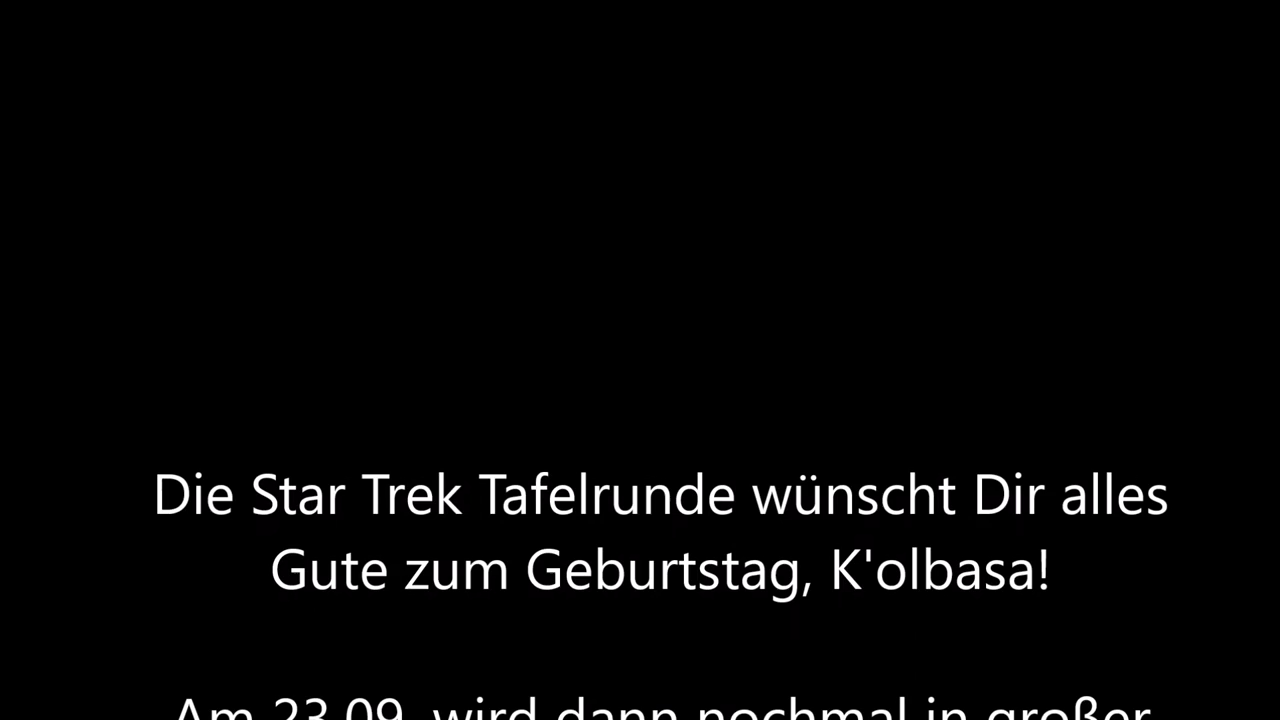 Die Star Trek Tafelrunde wünscht Dir alles
Gute zum Geburtstag, K'olbasa!
Am 23.09. wird dann nochmal in großer